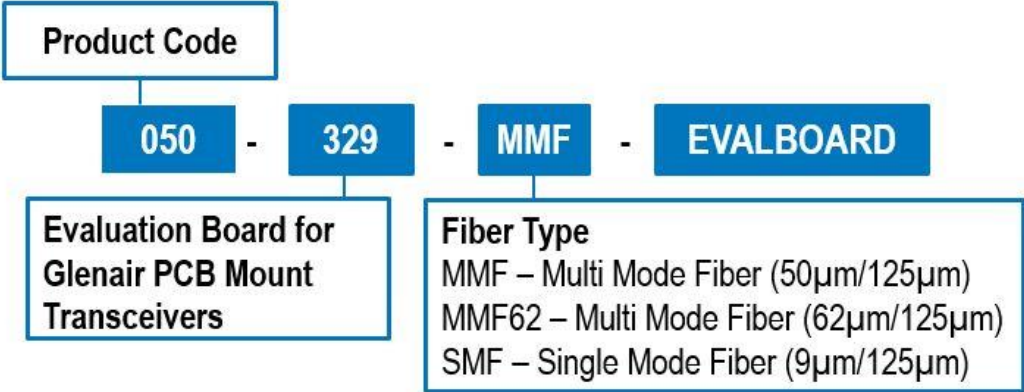 Product Code
050 - 329 - MMF - EVALBOARD
Evaluation Board for
Glenair PCB Mount
Transceivers
Fiber Type
MMF – Multi Mode Fiber (50µm/125µm)
MMF62 – Multi Mode Fiber (62µm/125µm)
SMF – Single Mode Fiber (9µm/125µm)